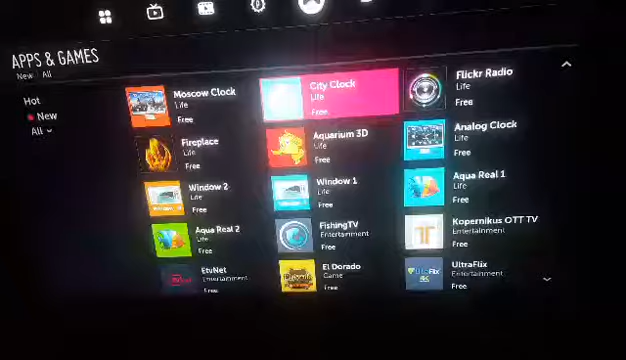 APPS & GAMES
New All
Hot
New
All
Moscow Clock
Life
Free
City Clock
Life
Free
Flickr Radio
Life
Free
Fireplace
Life
Free
Aquarium 3D
Life
Free
Analog Clock
Life
Free
Window 2
Life
Free
Window 1
Life
Free
Aqua Real 1
Life
Free
Aqua Real 2
Life
Free
FishingTV
Entertainment
Free
Kopernikus OTT TV
Entertainment
Free
EtvNet
Entertainment
Free
El Dorado
Game
Free
UltraFlix
Entertainment
Free